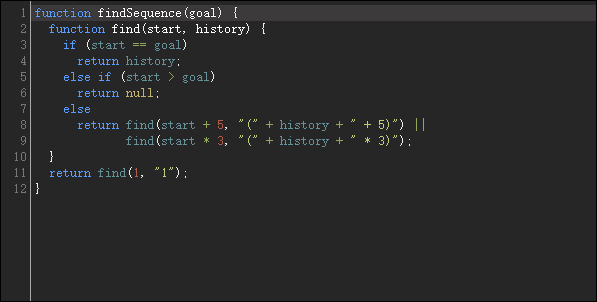 1 function findSequence(goal) {
2   function find(start, history) {
3     if (start == goal)
4       return history;
5     else if (start > goal)
6       return null;
7     else
8       return find(start + 5, "(" + history + " + 5)") ||
9              find(start * 3, "(" + history + " * 3)");
10   }
11   return find(1, "1");
12 }